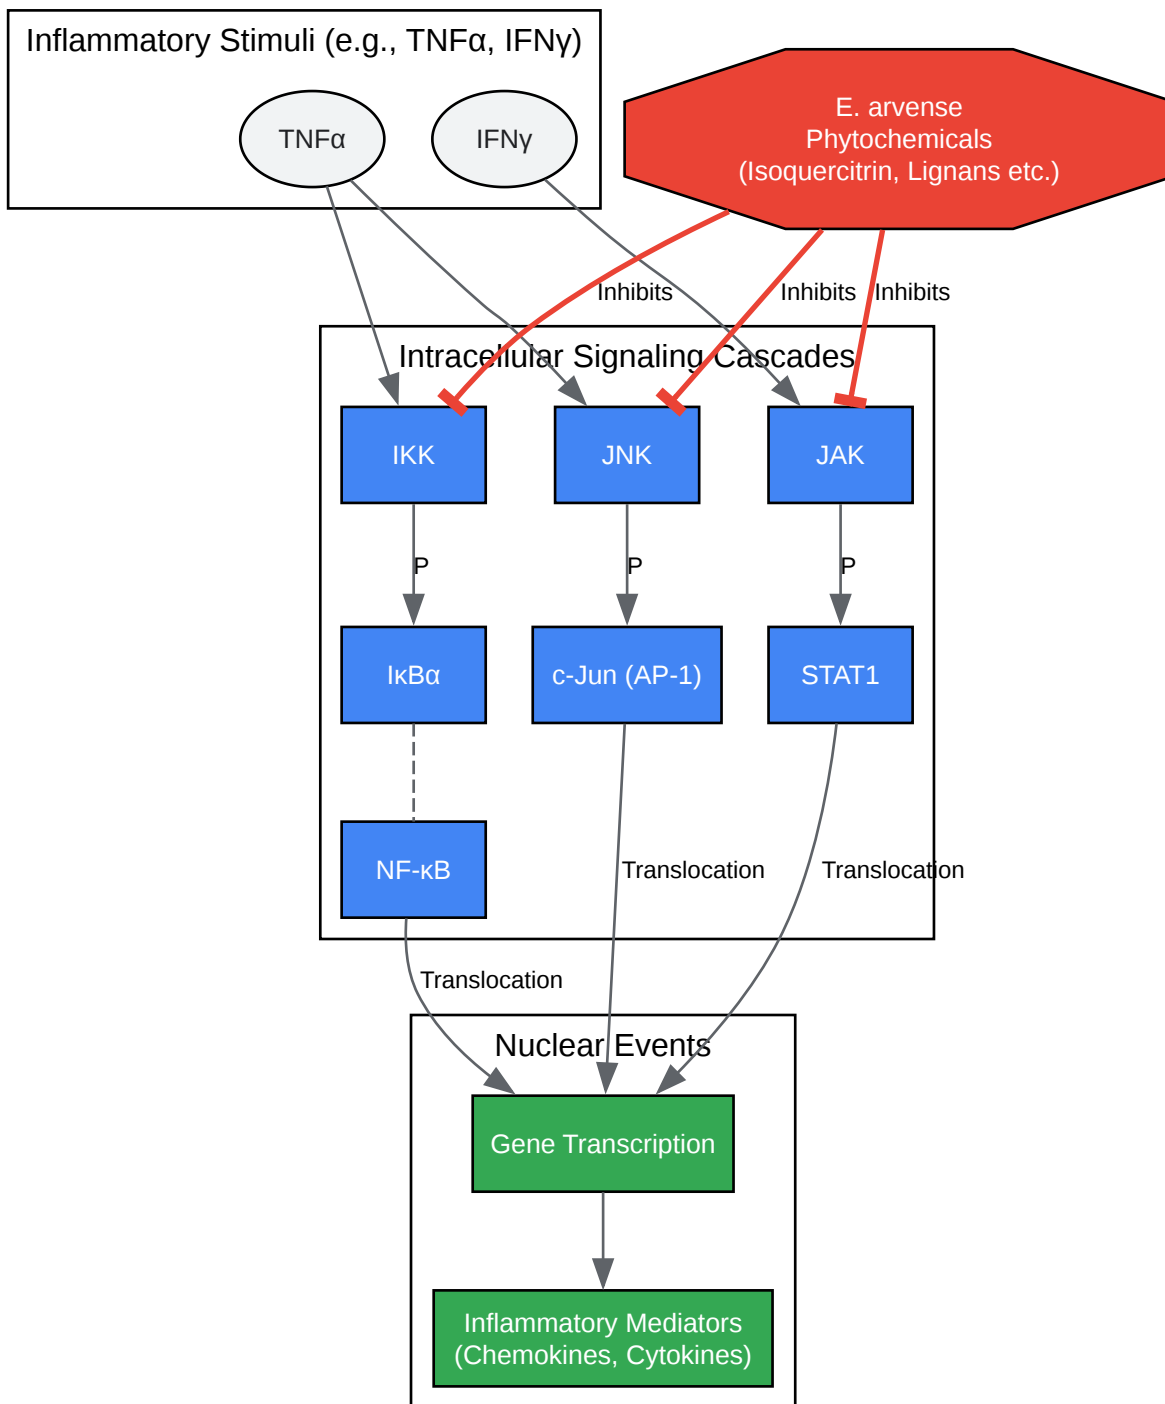 Inflammatory Stimuli (e.g., TNFα, IFNγ)
TNFα
IFNγ
E. arvense
Phytochemicals
(Isoquercitrin, Lignans etc.)
Inhibits
Inhibits
Inhibits
Intracellular Signaling Cascades
IKK
JNK
JAK
P
P
P
IκBα
c-Jun (AP-1)
STAT1
NF-κB
Translocation
Translocation
Translocation
Nuclear Events
Gene Transcription
Inflammatory Mediators
(Chemokines, Cytokines)